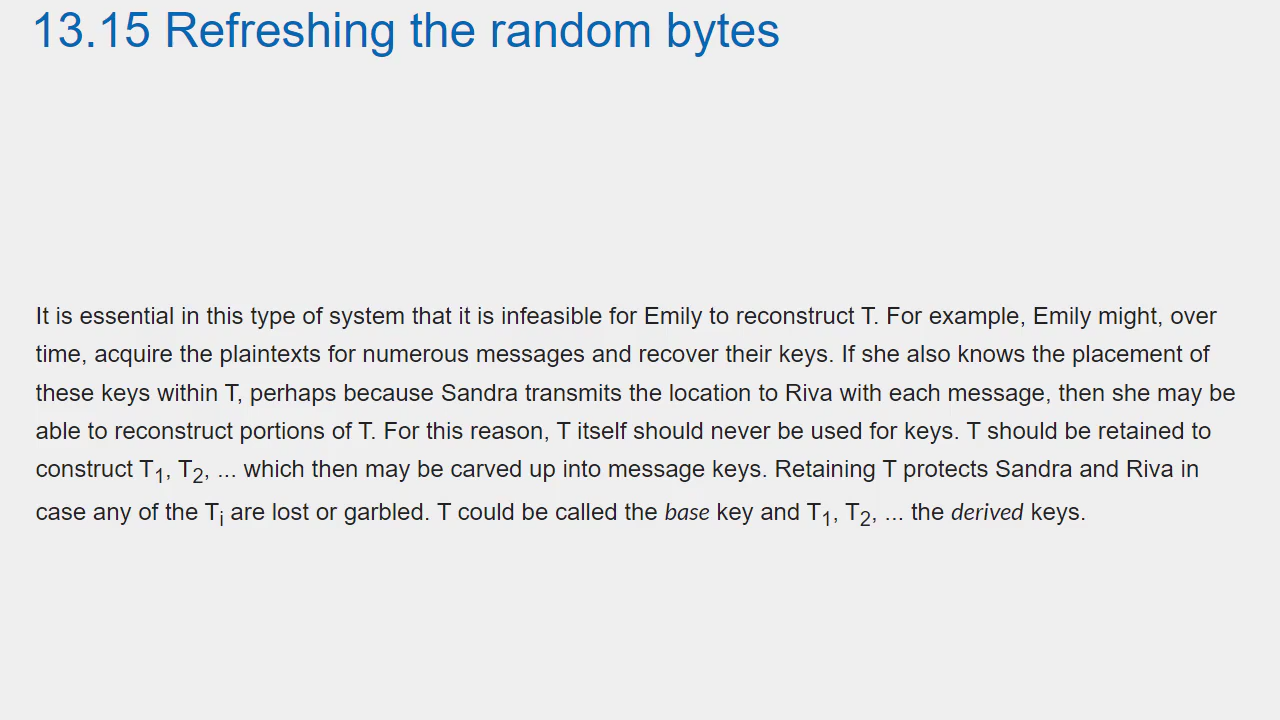 13.15 Refreshing the random bytes
It is essential in this type of system that it is infeasible for Emily to reconstruct T. For example, Emily might, over
time, acquire the plaintexts for numerous messages and recover their keys. If she also knows the placement of
these keys within T, perhaps because Sandra transmits the location to Riva with each message, then she may be
able to reconstruct portions of T. For this reason, T itself should never be used for keys. T should be retained to
construct T₁, T₂, ... which then may be carved up into message keys. Retaining T protects Sandra and Riva in
case any of the Tᵢ are lost or garbled. T could be called the base key and T₁, T₂, ... the derived keys.